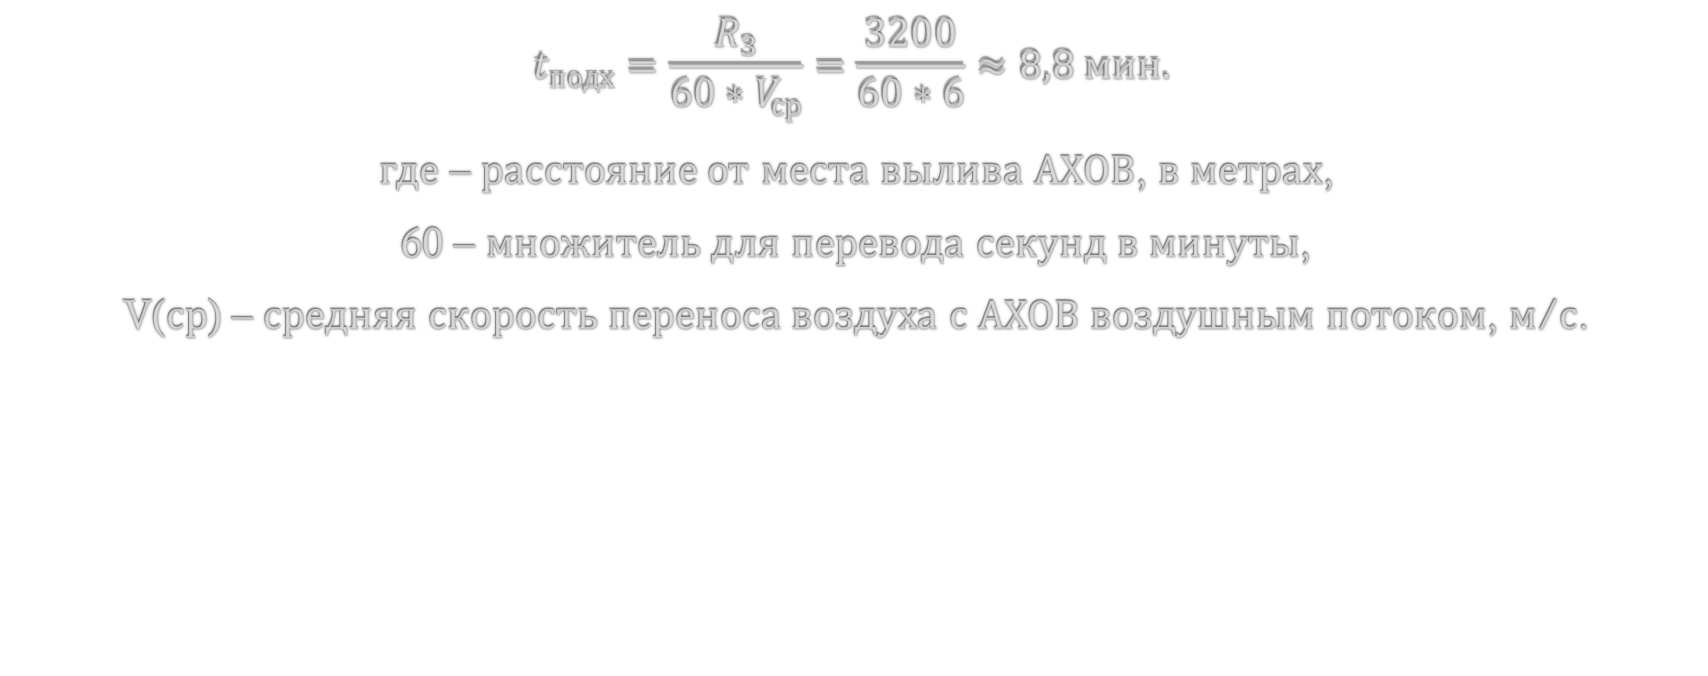 t_подх = R_З / (60 * V_ср) = 3200 / (60 * 6) ≈ 8,8 мин.
где – расстояние от места вылива АХОВ, в метрах,
60 – множитель для перевода секунд в минуты,
V(ср) – средняя скорость переноса воздуха с АХОВ воздушным потоком, м/с.